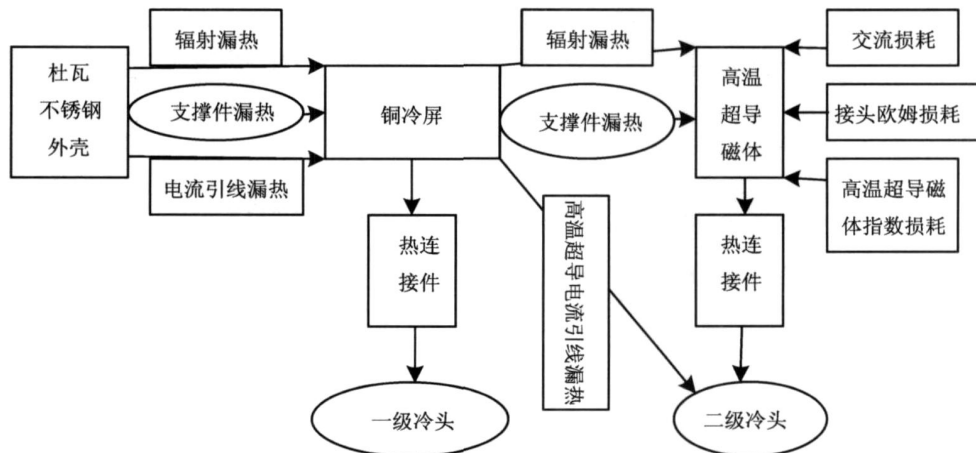 辐射漏热
辐射漏热
交流损耗
杜瓦
不锈钢
外壳
支撑件漏热
铜冷屏
支撑件漏热
高温
超导
磁体
接头欧姆损耗
电流引线漏热
高温超导磁
体指数损耗
热连
接件
高温超导电流引线漏热
热连
接件
一级冷头
二级冷头